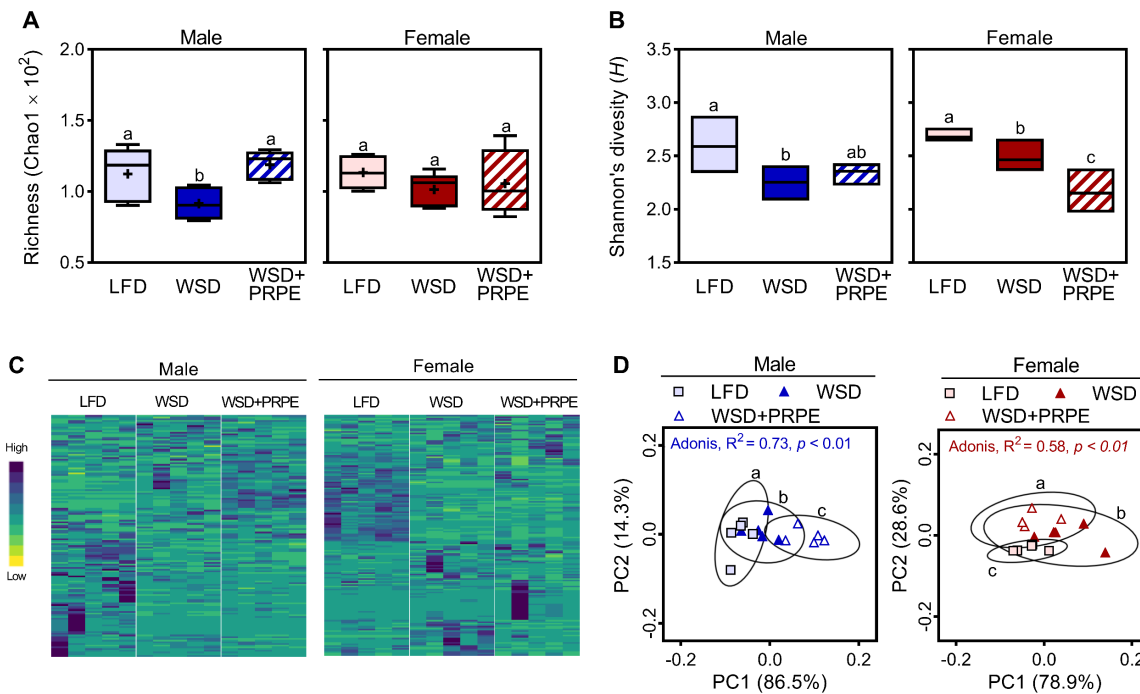 A
Male
Female
Richness (Chao1 × 10²)
2.0
1.5
1.0
0.5
a
b
a
a
a
a
LFD
WSD
WSD+
PRPE
LFD
WSD
WSD+
PRPE
B
Male
Female
Shannon's divesity (H)
3.5
3.0
2.5
2.0
1.5
a
b
ab
a
b
c
LFD
WSD
WSD+
PRPE
LFD
WSD
WSD+
PRPE
C
Male
Female
LFD
WSD
WSD+PRPE
LFD
WSD
WSD+PRPE
High
Low
D
Male
LFD
WSD
WSD+PRPE
Adonis, R² = 0.73, p < 0.01
a
b
c
PC2 (14.3%)
0.2
0.0
-0.2
-0.2
0.0
0.2
PC1 (86.5%)
Female
LFD
WSD
WSD+PRPE
Adonis, R² = 0.58, p < 0.01
a
b
c
PC2 (28.6%)
0.2
0.0
-0.2
-0.2
0.0
0.2
PC1 (78.9%)